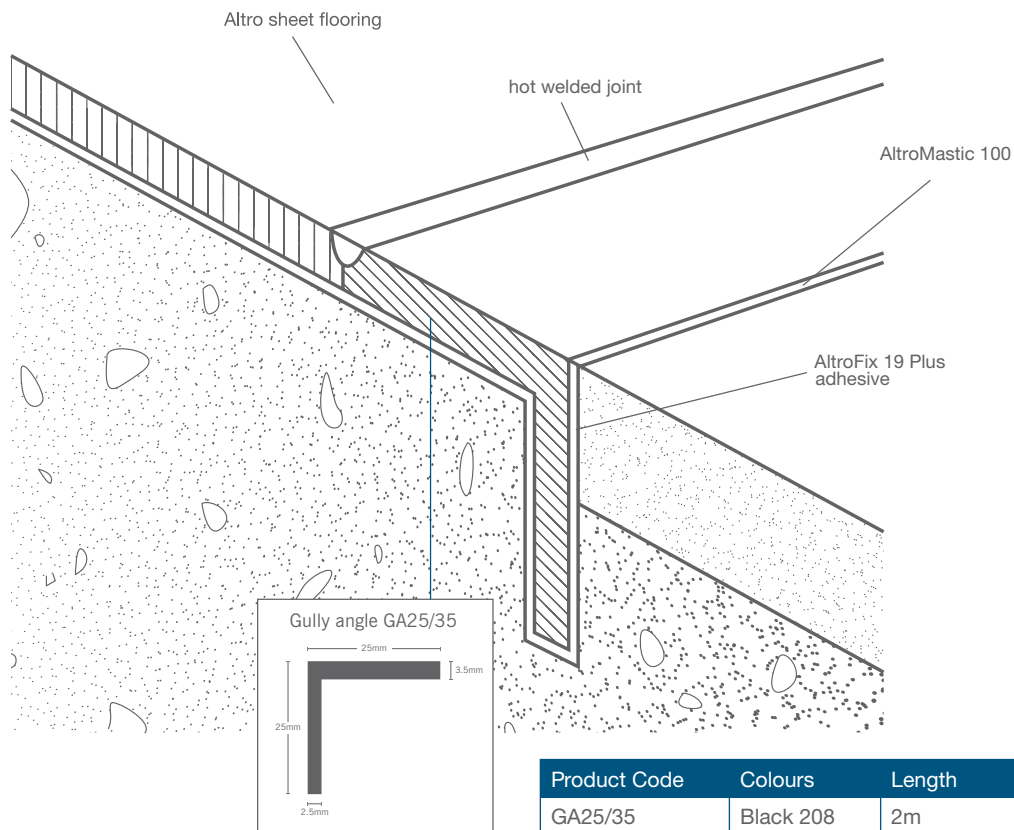 Altro sheet flooring
hot welded joint
AltroMastic 100
AltroFix 19 Plus
adhesive
Gully angle GA25/35
25mm
3.5mm
25mm
2.5mm
Product Code Colours Length
GA25/35 Black 208 2m